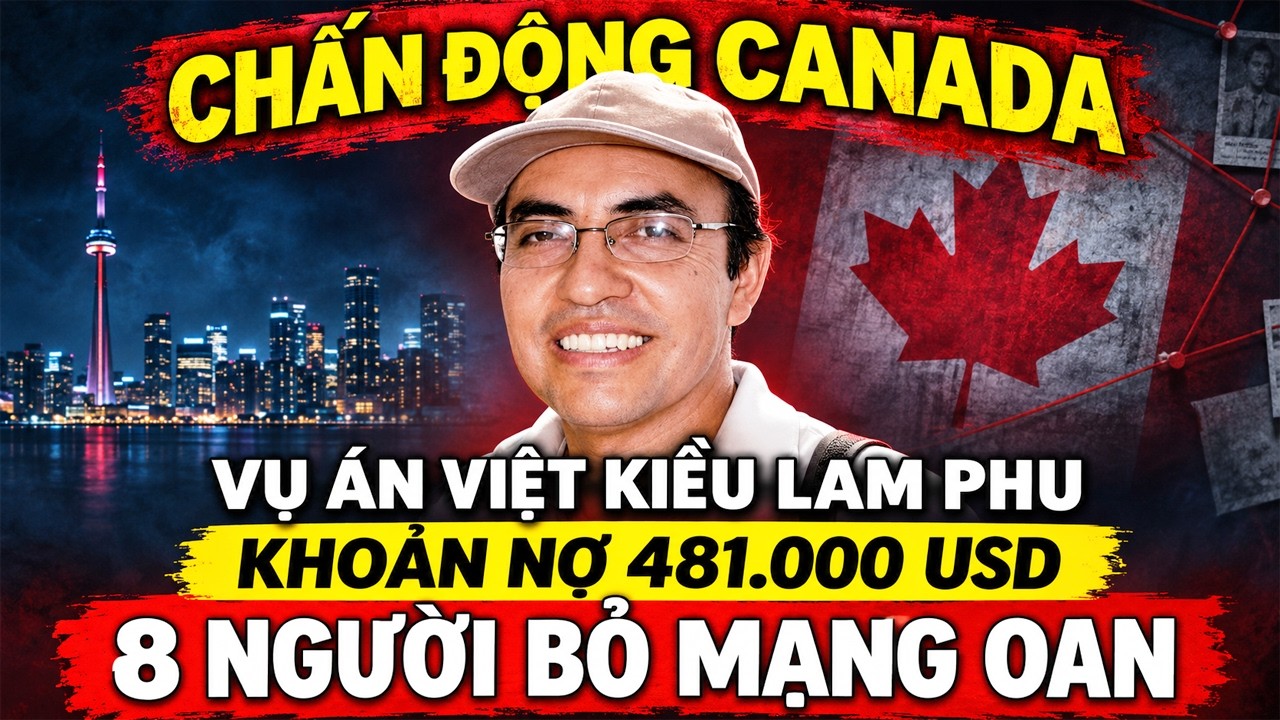 CHẤN ĐỘNG CANADA
VỤ ÁN VIỆT KIỀU LAM PHU
KHOẢN NỢ 481.000 USD
8 NGƯỜI BỎ MẠNG OAN